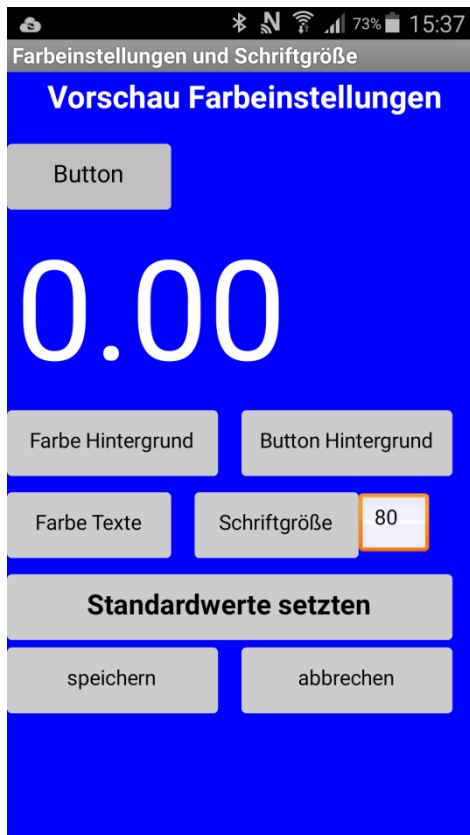 73% 15:37
Farbeinstellungen und Schriftgröße
Vorschau Farbeinstellungen
Button
0.00
Farbe Hintergrund Button Hintergrund
Farbe Texte Schriftgröße 80
Standardwerte setzten
speichern abbrechen